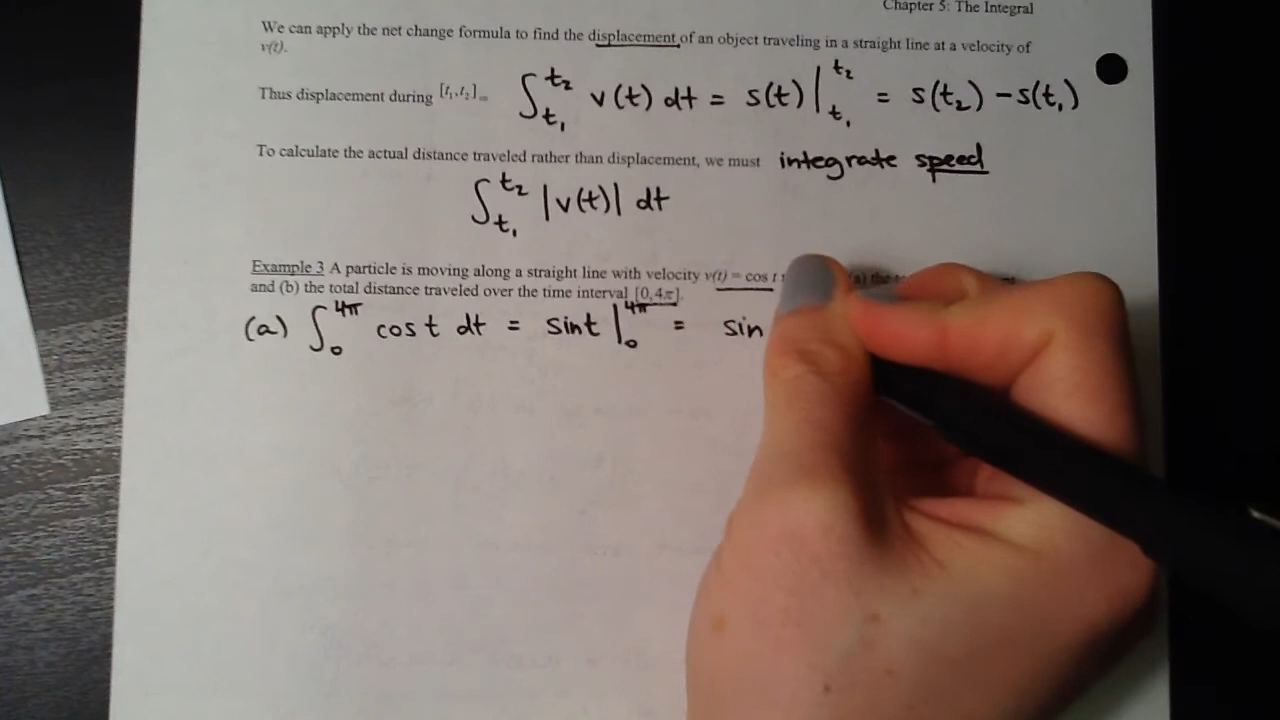 Chapter 5: The Integral
We can apply the net change formula to find the displacement of an object traveling in a straight line at a velocity of
v(t).
Thus displacement during [t₁,t₂]= ∫_{t₁}^{t₂} v(t) dt = s(t)|_{t₁}^{t₂} = s(t₂) - s(t₁)
To calculate the actual distance traveled rather than displacement, we must integrate speed
∫_{t₁}^{t₂} |v(t)| dt
Example 3 A particle is moving along a straight line with velocity v(t) = cos t (a) the
and (b) the total distance traveled over the time interval [0,4π].
(a) ∫_0^{4π} cos t dt = sin t |_0^{4π} = sin